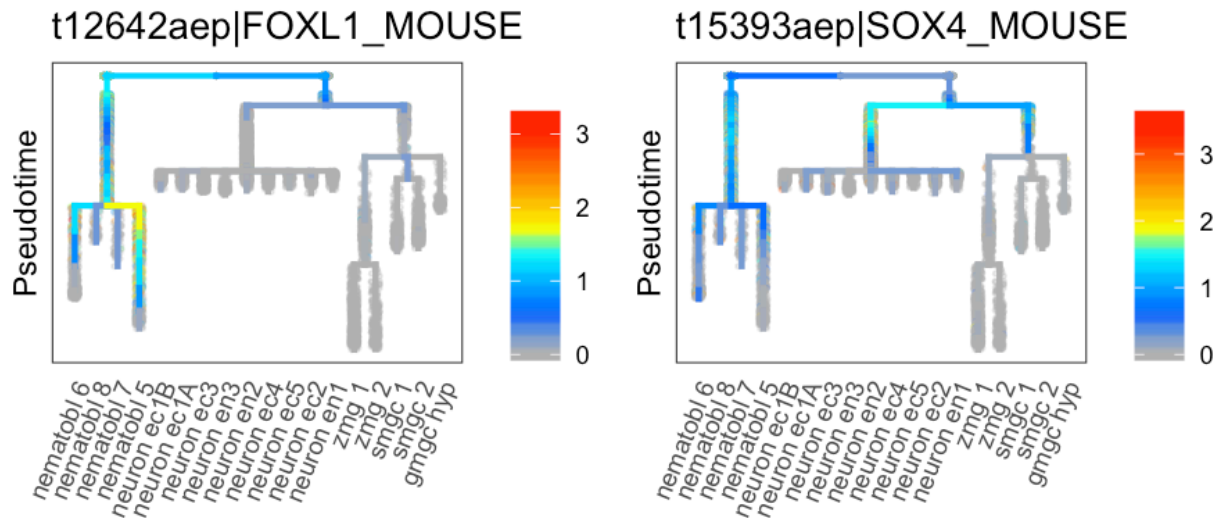 t12642aep|FOXL1_MOUSE
Pseudotime
3
2
1
0
nematobl 6
nematobl 8
nematobl 7
nematobl 5
neuron ec1B
neuron ec1A
neuron ec3
neuron en3
neuron en2
neuron ec4
neuron ec5
neuron ec2
neuron en1
zmg 1
zmg 2
smgc 1
smgc 2
gmgc hyp
t15393aep|SOX4_MOUSE
Pseudotime
3
2
1
0
nematobl 6
nematobl 8
nematobl 7
nematobl 5
neuron ec1B
neuron ec1A
neuron ec3
neuron en3
neuron en2
neuron ec4
neuron ec5
neuron ec2
neuron en1
zmg 1
zmg 2
smgc 1
smgc 2
gmgc hyp